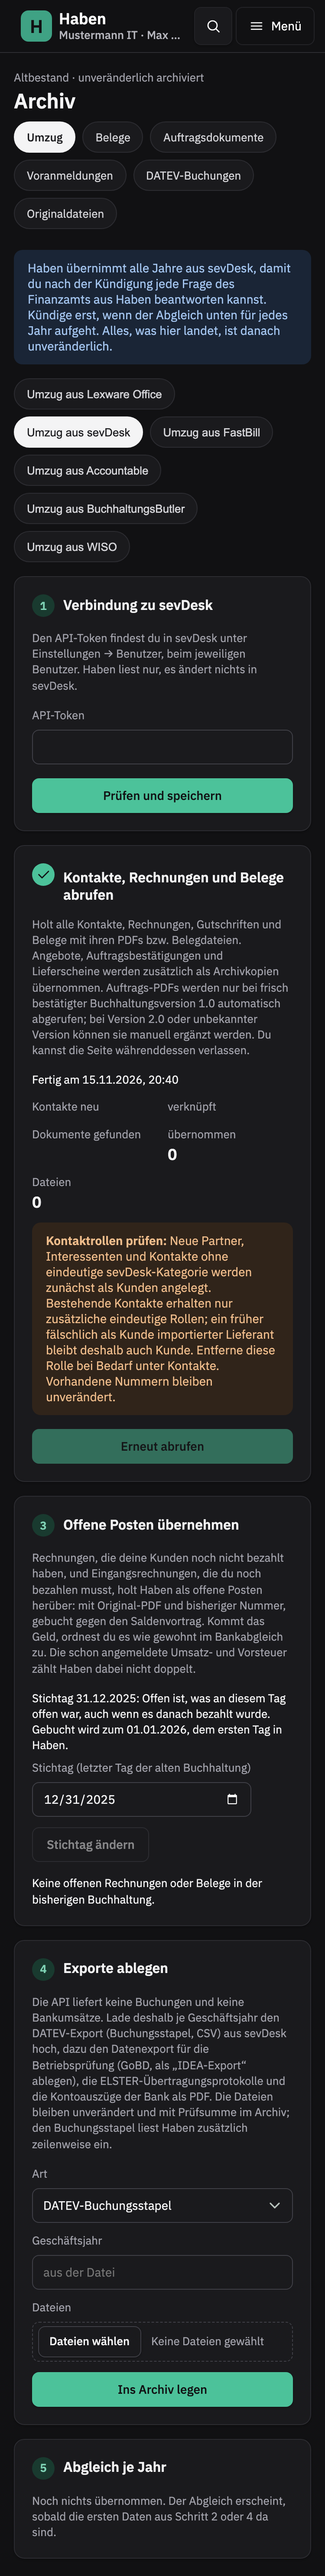 H
Haben
Mustermann IT · Max ...
Menü
Altbestand · unveränderlich archiviert
Archiv
Umzug
Belege
Auftragsdokumente
Voranmeldungen
DATEV-Buchungen
Originaldateien
Haben übernimmt alle Jahre aus sevDesk, damit
du nach der Kündigung jede Frage des
Finanzamts aus Haben beantworten kannst.
Kündige erst, wenn der Abgleich unten für jedes
Jahr aufgeht. Alles, was hier landet, ist danach
unveränderlich.
Umzug aus Lexware Office
Umzug aus sevDesk
Umzug aus FastBill
Umzug aus Accountable
Umzug aus BuchhaltungsButler
Umzug aus WISO
1
Verbindung zu sevDesk
Den API-Token findest du in sevDesk unter
Einstellungen → Benutzer, beim jeweiligen
Benutzer. Haben liest nur, es ändert nichts in
sevDesk.
API-Token
Prüfen und speichern
Kontakte, Rechnungen und Belege
abrufen
Holt alle Kontakte, Rechnungen, Gutschriften und
Belege mit ihren PDFs bzw. Belegdateien.
Angebote, Auftragsbestätigungen und
Lieferscheine werden zusätzlich als Archivkopien
übernommen. Auftrags-PDFs werden nur bei frisch
bestätigter Buchhaltungsversion 1.0 automatisch
abgerufen; bei Version 2.0 oder unbekannter
Version können sie manuell ergänzt werden. Du
kannst die Seite währenddessen verlassen.
Fertig am 15.11.2026, 20:40
Kontakte neu
verknüpft
Dokumente gefunden
übernommen
0
Dateien
0
Kontaktrollen prüfen: Neue Partner,
Interessenten und Kontakte ohne
eindeutige sevDesk-Kategorie werden
zunächst als Kunden angelegt.
Bestehende Kontakte erhalten nur
zusätzliche eindeutige Rollen; ein früher
fälschlich als Kunde importierter Lieferant
bleibt deshalb auch Kunde. Entferne diese
Rolle bei Bedarf unter Kontakte.
Vorhandene Nummern bleiben
unverändert.
Erneut abrufen
3
Offene Posten übernehmen
Rechnungen, die deine Kunden noch nicht bezahlt
haben, und Eingangsrechnungen, die du noch
bezahlen musst, holt Haben als offene Posten
herüber: mit Original-PDF und bisheriger Nummer,
gebucht gegen den Saldenvortrag. Kommt das
Geld, ordnest du es wie gewohnt im Bankabgleich
zu. Die schon angemeldete Umsatz- und Vorsteuer
zählt Haben dabei nicht doppelt.
Stichtag 31.12.2025: Offen ist, was an diesem Tag
offen war, auch wenn es danach bezahlt wurde.
Gebucht wird zum 01.01.2026, dem ersten Tag in
Haben.
Stichtag (letzter Tag der alten Buchhaltung)
12/31/2025
Stichtag ändern
Keine offenen Rechnungen oder Belege in der
bisherigen Buchhaltung.
4
Exporte ablegen
Die API liefert keine Buchungen und keine
Bankumsätze. Lade deshalb je Geschäftsjahr den
DATEV-Export (Buchungsstapel, CSV) aus sevDesk
hoch, dazu den Datenexport für die
Betriebsprüfung (GoBD, als „IDEA-Export“
ablegen), die ELSTER-Übertragungsprotokolle und
die Kontoauszüge der Bank als PDF. Die Dateien
bleiben unverändert und mit Prüfsumme im Archiv;
den Buchungsstapel liest Haben zusätzlich
zeilenweise ein.
Art
DATEV-Buchungsstapel
Geschäftsjahr
aus der Datei
Dateien
Dateien wählen
Keine Dateien gewählt
Ins Archiv legen
5
Abgleich je Jahr
Noch nichts übernommen. Der Abgleich erscheint,
sobald die ersten Daten aus Schritt 2 oder 4 da
sind.